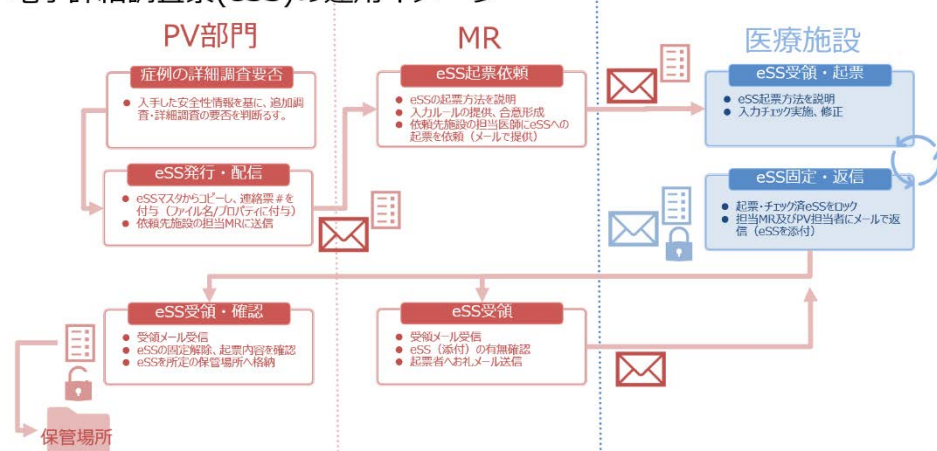 電子詳細調査票(eSS)の運用イメージ
PV部門
MR
医療施設
症例の詳細調査要否
● 入手した安全性情報を基に、追加調
査・詳細調査の要否を判断るす。
eSS発行・配信
● eSSマスタからコピーし、連絡票#を
付与（ファイル名/プロパティに付与）
● 依頼先施設の担当MRに送信
eSS起票依頼
● eSSの起票方法を説明
● 入力ルールの提供、合意形成
● 依頼先施設の担当医師にeSSへの
起票を依頼（メールで提供）
eSS受領・起票
● eSS起票方法を説明
● 入力チェック実施、修正
eSS固定・返信
● 起票・チェック済eSSをロック
● 担当MR及びPV担当者にメールで返
信（eSSを添付）
eSS受領・確認
● 受領メール受信
● eSSの固定解除、起票内容を確認
● eSSを所定の保管場所へ格納
eSS受領
● 受領メール受信
● eSS（添付）の有無確認
● 起票者へお礼メール送信
保管場所